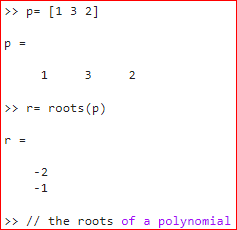 >> p= [1 3 2]
p =
1 3 2
>> r= roots(p)
r =
-2
-1
>> // the roots of a polynomial